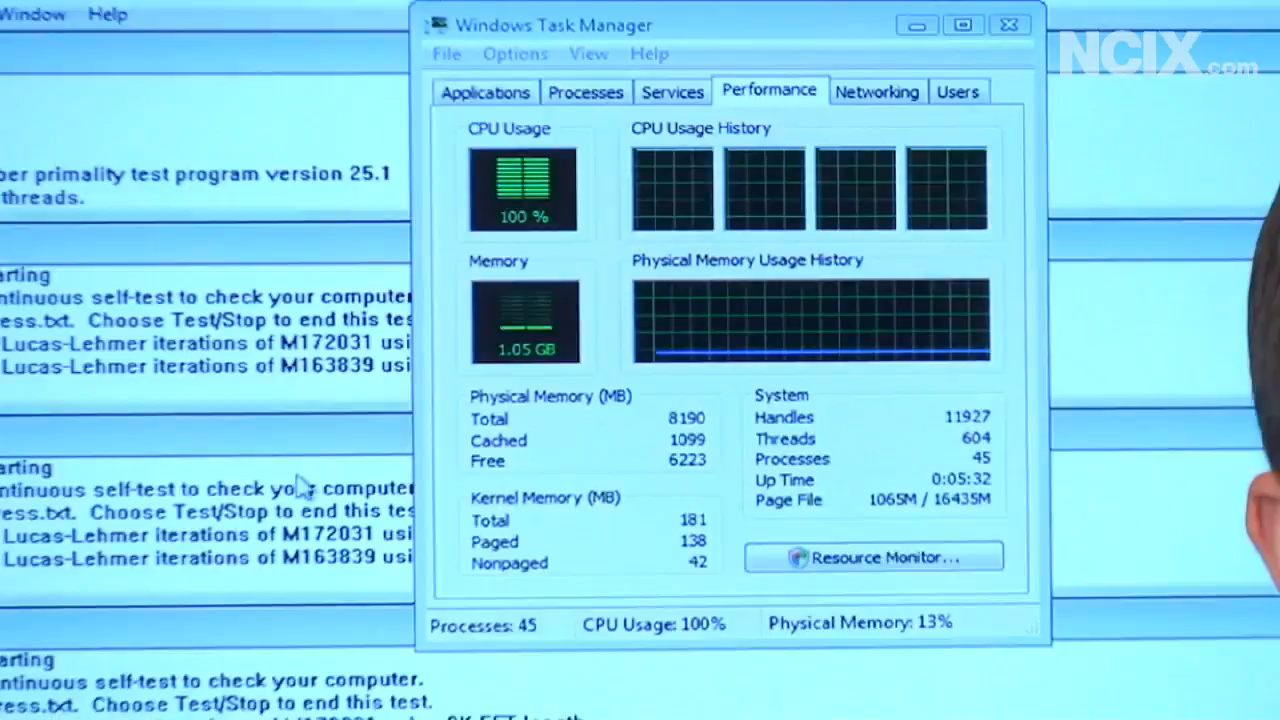 Window Help
NCIX.com
Windows Task Manager
File Options View Help
Applications Processes Services Performance Networking Users
CPU Usage CPU Usage History
100 %
Memory Physical Memory Usage History
1.05 GB
Physical Memory (MB)
Total 8190
Cached 1099
Free 6223
Kernel Memory (MB)
Total 181
Paged 138
Nonpaged 42
System
Handles 11927
Threads 604
Processes 45
Up Time 0:05:32
Page File 1065M / 16435M
Resource Monitor...
Processes: 45 CPU Usage: 100% Physical Memory: 13%
ber primality test program version 25.1
threads.
arting
ntinuous self-test to check your computer
ess.txt. Choose Test/Stop to end this tes
Lucas-Lehmer iterations of M172031 usi
Lucas-Lehmer iterations of M163839 usi
arting
ntinuous self-test to check your computer
ess.txt. Choose Test/Stop to end this tes
Lucas-Lehmer iterations of M172031 usi
Lucas-Lehmer iterations of M163839 usi
arting
ntinuous self-test to check your computer.
ress.txt. Choose Test/Stop to end this test.